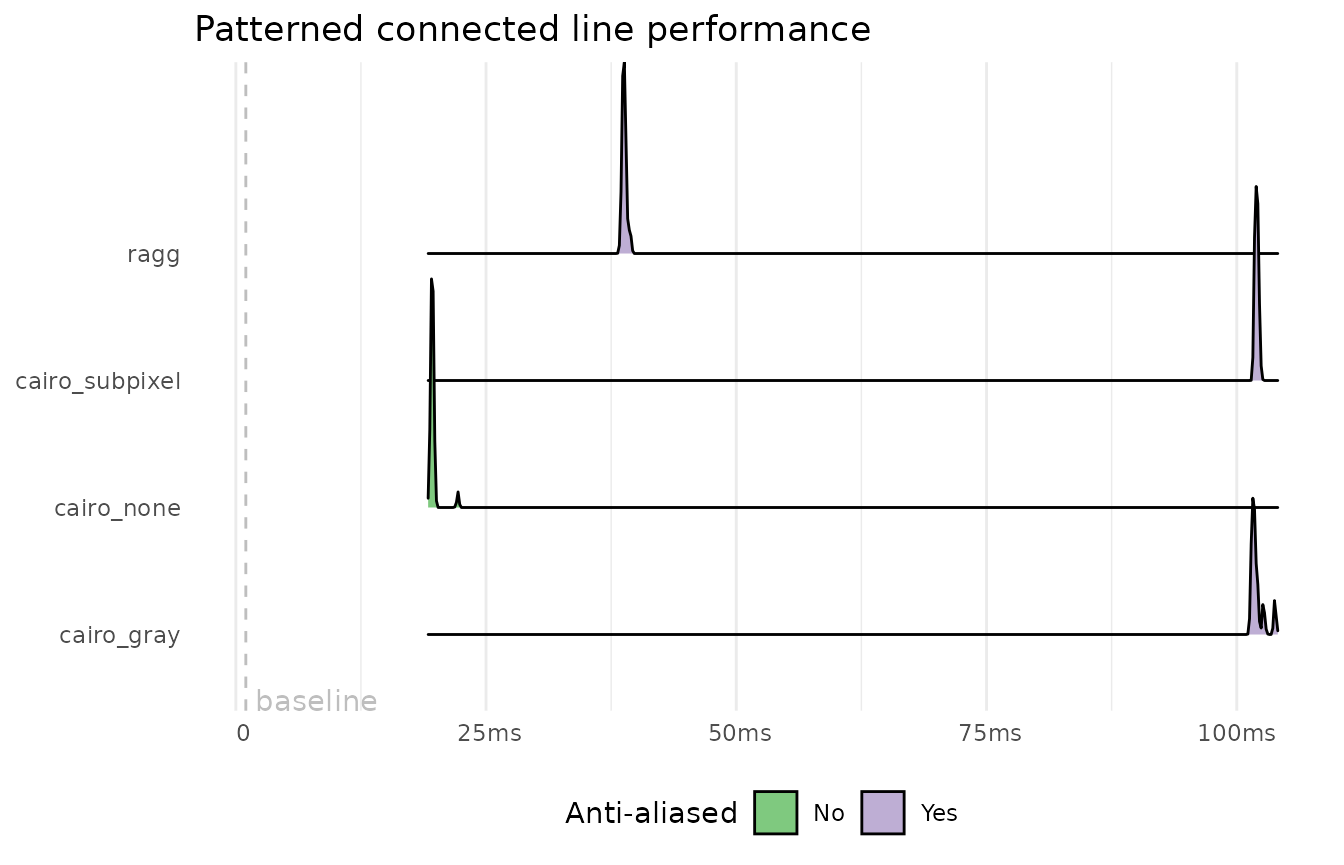 Patterned connected line performance
ragg
cairo_subpixel
cairo_none
cairo_gray
baseline
0 25ms 50ms 75ms 100ms
Anti-aliased No Yes